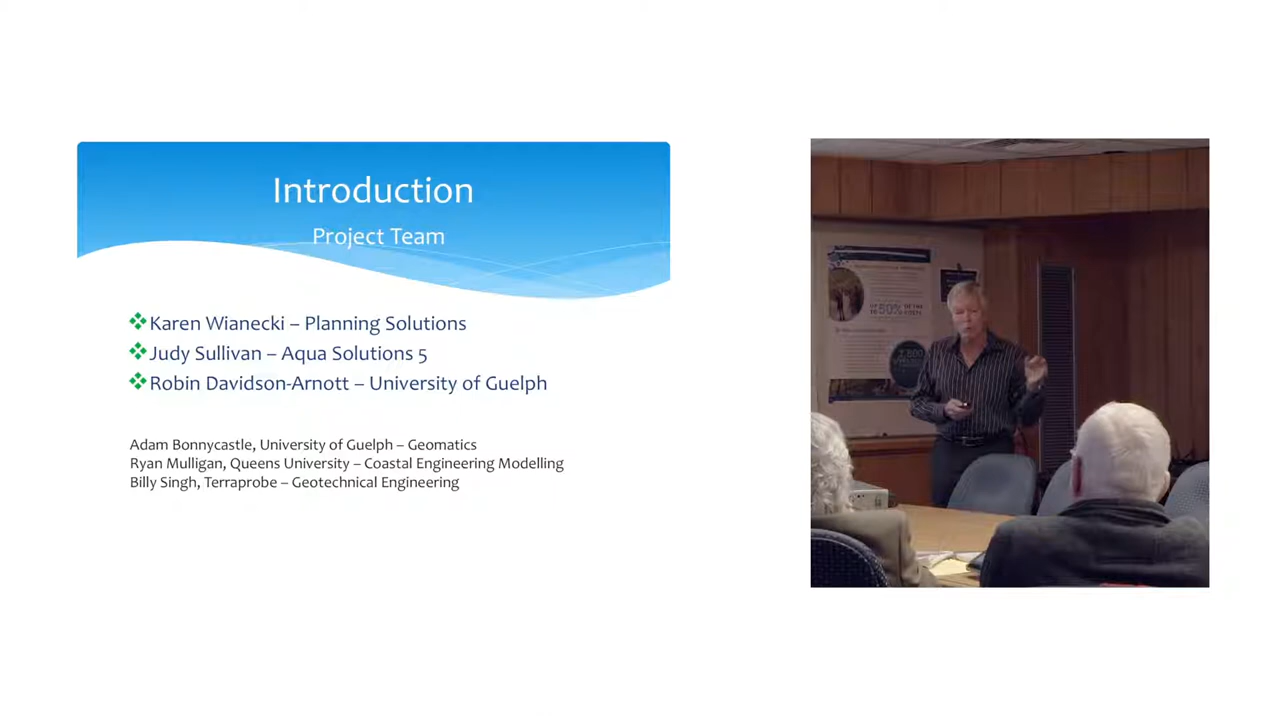 Introduction
Project Team
Karen Wianecki – Planning Solutions
Judy Sullivan – Aqua Solutions 5
Robin Davidson-Arnott – University of Guelph
Adam Bonnycastle, University of Guelph – Geomatics
Ryan Mulligan, Queens University – Coastal Engineering Modelling
Billy Singh, Terraprobe – Geotechnical Engineering
50%